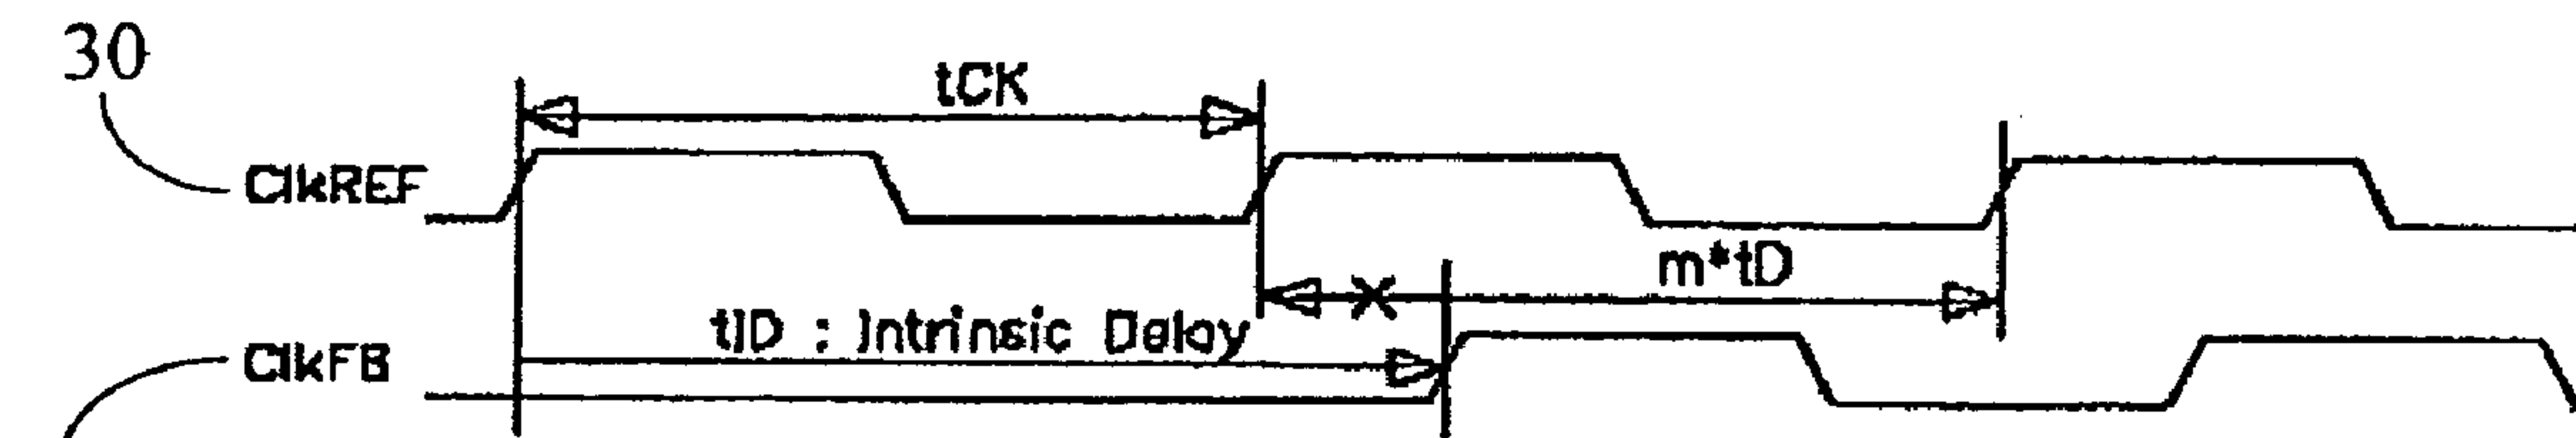 30
tCK
ClkREF
m*tD
tID : Intrinsic Delay
ClkFB